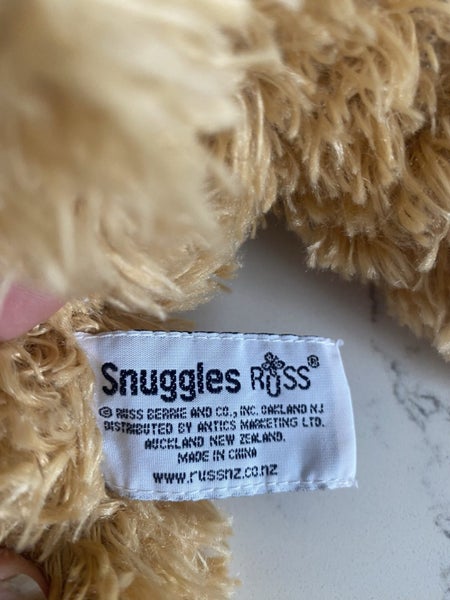 Snuggles RUSS®
© RUSS BERRIE AND CO., INC. OAKLAND NJ
DISTRIBUTED BY ANTICS MARKETING LTD.
AUCKLAND NEW ZEALAND.
MADE IN CHINA
www.russnz.co.nz